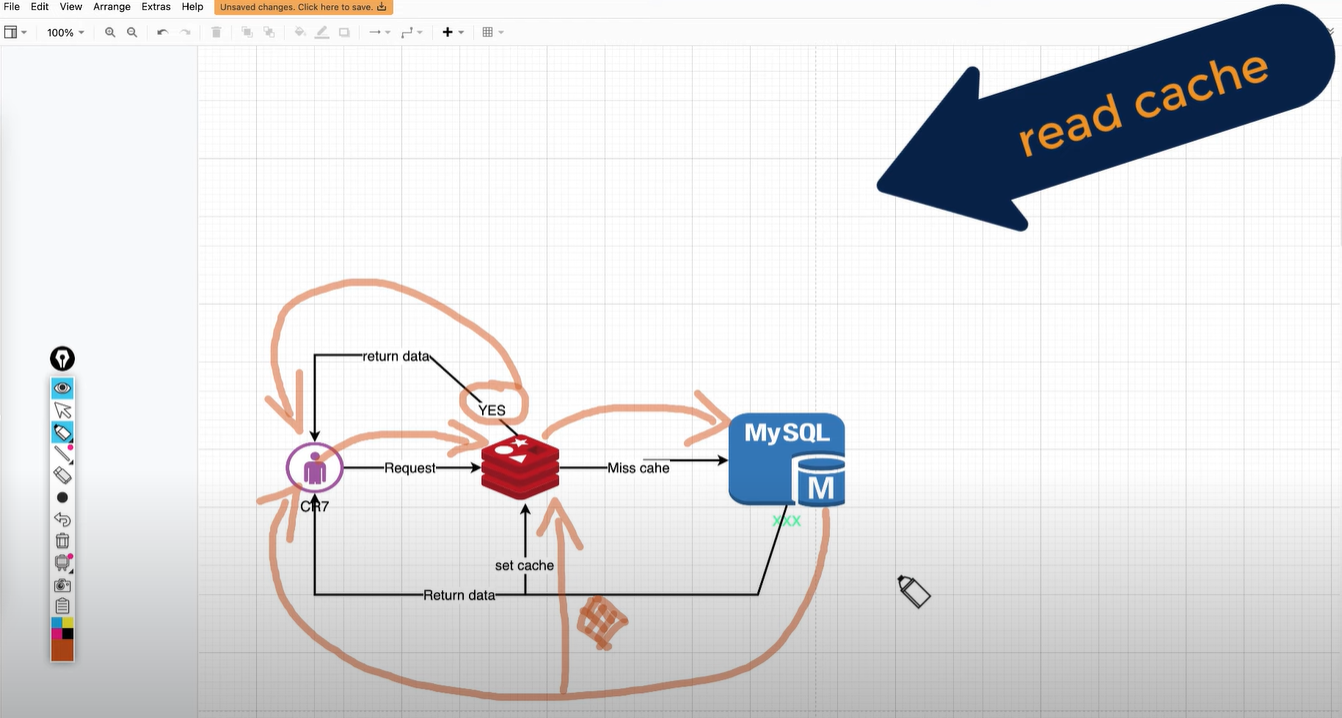 File Edit View Arrange Extras Help Unsaved changes. Click here to save.
100%
read cache
return data
YES
MySQL
Request
Miss cahe
M
CR7
XXX
set cache
Return data